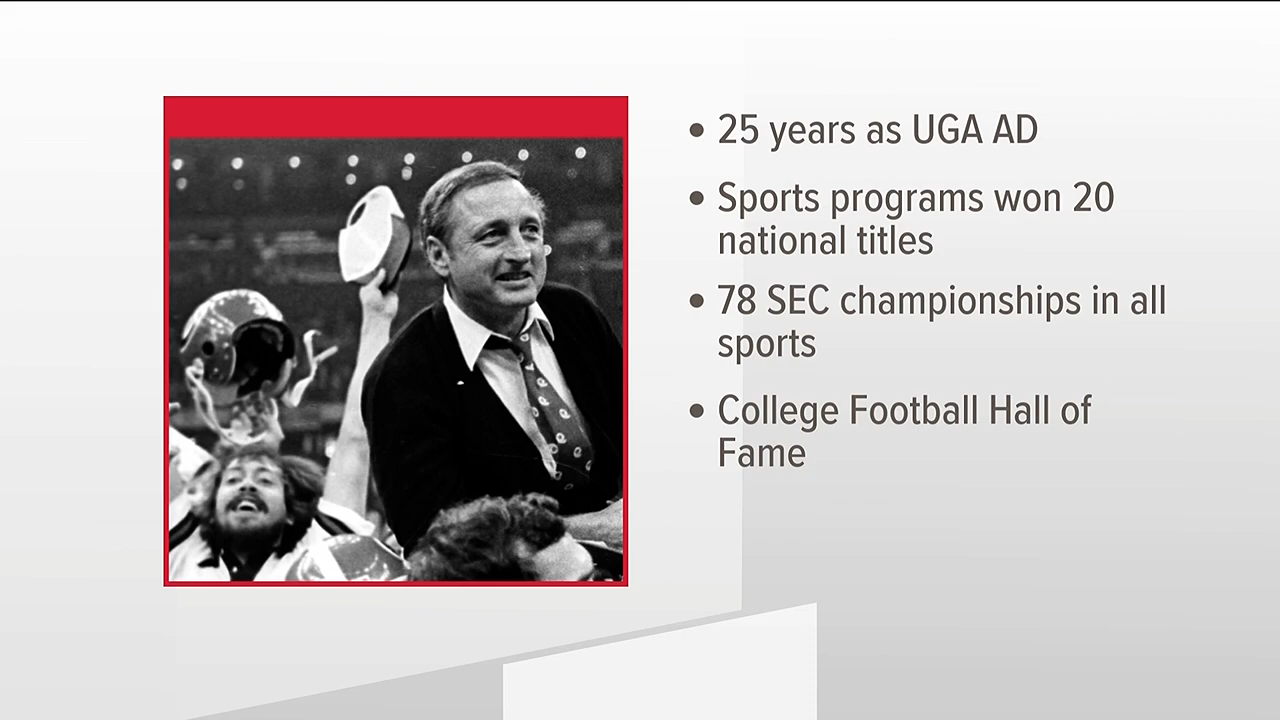 • 25 years as UGA AD
• Sports programs won 20
national titles
• 78 SEC championships in all
sports
• College Football Hall of
Fame